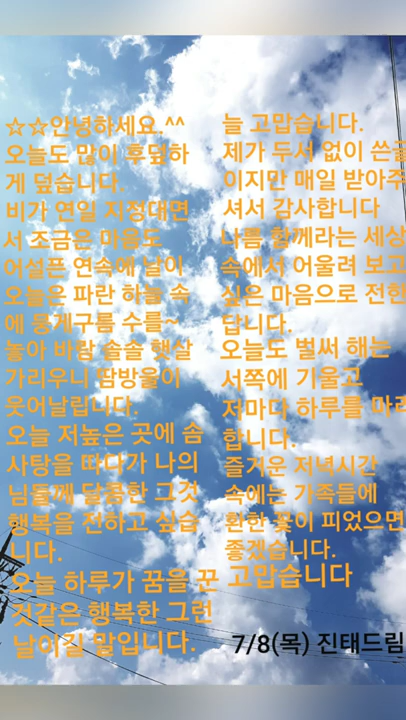 ☆☆안녕하세요.^^
오늘도 많이 후덥하
게 덮습니다.
비가 연일 지정대면
서 조금은 마음도
어설픈 연속에 날이
오늘은 파란 하늘 속
에 뭉게구름 수를~
놓아 바람 솔솔 햇살
가리우니 땀방울이
웃어날립니다.
오늘 저높은 곳에 솜
사탕을 따다가 나의
님들께 달콤한 그것
행복을 전하고 싶습
니다.
오늘 하루가 꿈을 꾼
것같은 행복한 그런
날이길 말입니다.
늘 고맙습니다.
제가 두서 없이 쓴글
이지만 매일 받아주
셔서 감사합니다
나름 함께라는 세상
속에서 어울려 보고
싶은 마음으로 전한
답니다.
오늘도 벌써 해는
서쪽에 기울고
저마다 하루를 마리
합니다.
즐거운 저녁시간
속에는 가족들에
환한 꽃이 피었으면
좋겠습니다.
고맙습니다
7/8(목) 진태드림